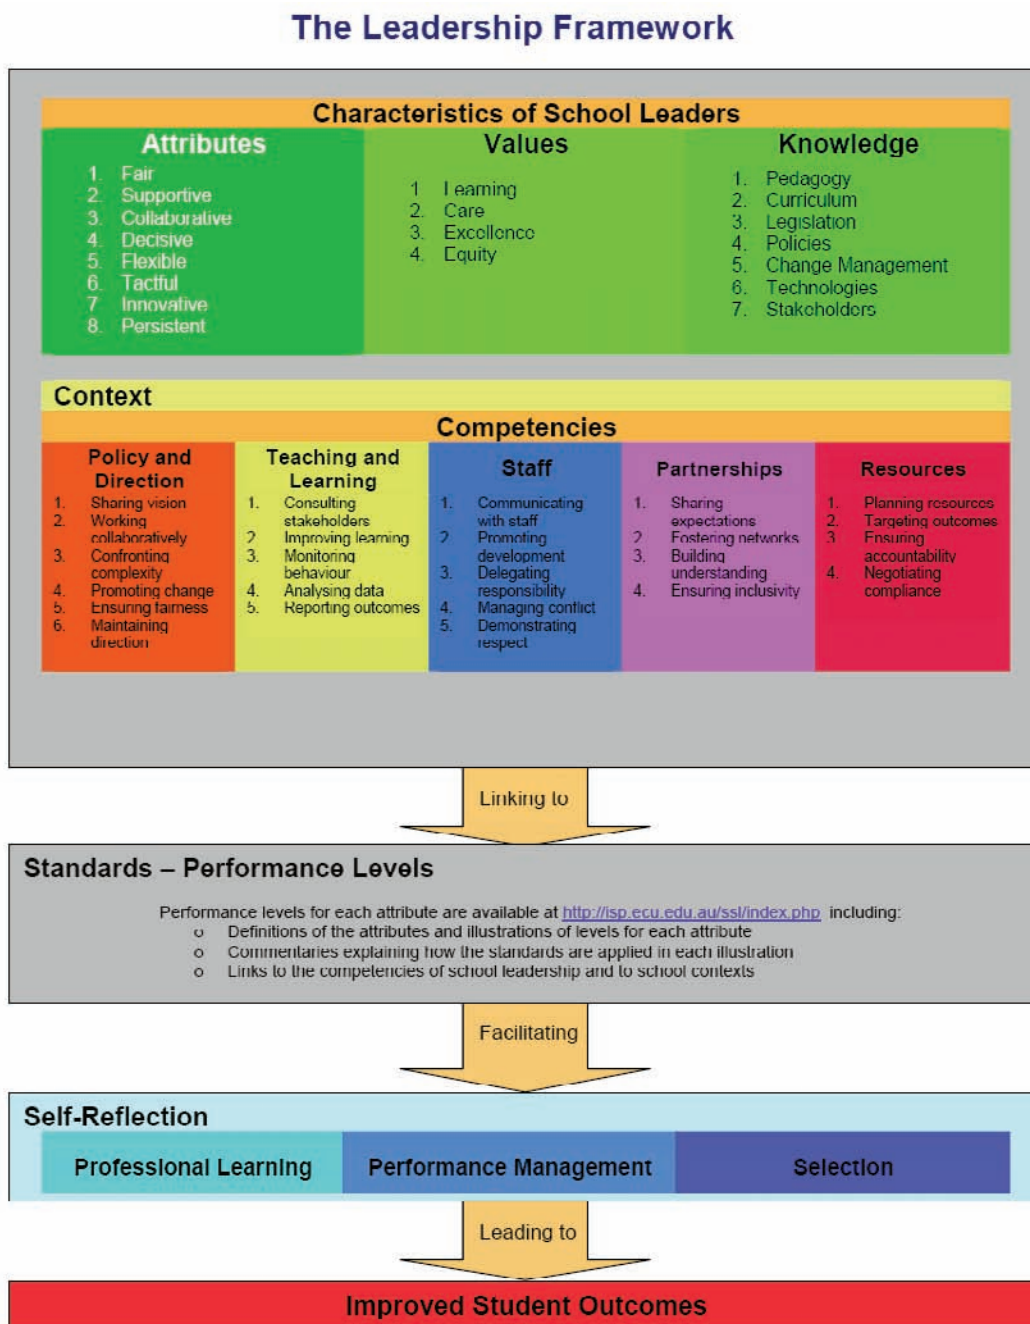 The Leadership Framework
Characteristics of School Leaders
Attributes
1. Fair
2. Supportive
3. Collaborative
4. Decisive
5. Flexible
6. Tactful
7 Innovative
8. Persistent
Values
1 Learning
2. Care
3. Excellence
4. Equity
Knowledge
1. Pedagogy
2. Curriculum
3. Legislation
4. Policies
5. Change Management
6. Technologies
7. Stakeholders
Context
Competencies
Policy and
Direction
1. Sharing vision
2. Working
collaboratively
3. Confronting
complexity
4. Promoting change
5. Ensuring fairness
6. Maintaining
direction
Teaching and
Learning
1. Consulting
stakeholders
2 Improving learning
3. Monitoring
behaviour
4. Analysing data
5. Reporting outcomes
Staff
1. Communicating
with staff
2 Promoting
development
3. Delegating
responsibility
4. Managing conflict
5. Demonstrating
respect
Partnerships
1. Sharing
expectations
2 Fostering networks
3. Building
understanding
4. Ensuring inclusivity
Resources
1. Planning resources
2. Targeting outcomes
3 Ensuring
accountability
4. Negotiating
compliance
Linking to
Standards – Performance Levels
Performance levels for each attribute are available at http://isp.ecu.edu.au/ssl/index.php including:
o Definitions of the attributes and illustrations of levels for each attribute
o Commentaries explaining how the standards are applied in each illustration
o Links to the competencies of school leadership and to school contexts
Facilitating
Self-Reflection
Professional Learning
Performance Management
Selection
Leading to
Improved Student Outcomes